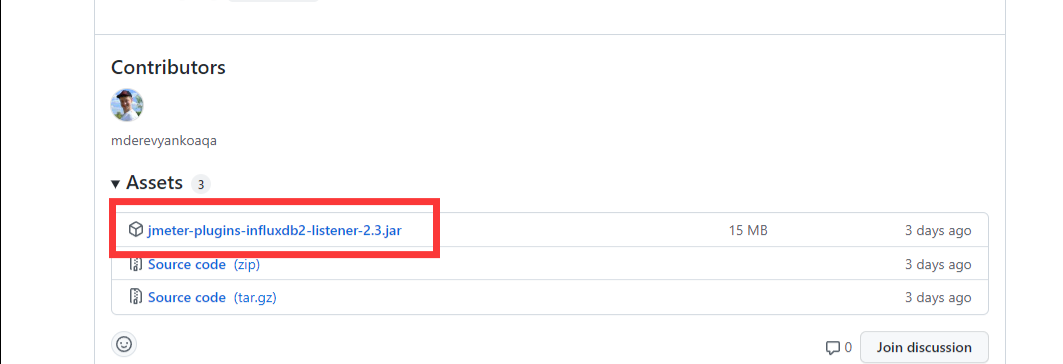 Contributors
mderevyankoaqa
Assets 3
jmeter-plugins-influxdb2-listener-2.3.jar 15 MB 3 days ago
Source code (zip) 3 days ago
Source code (tar.gz) 3 days ago
0 Join discussion